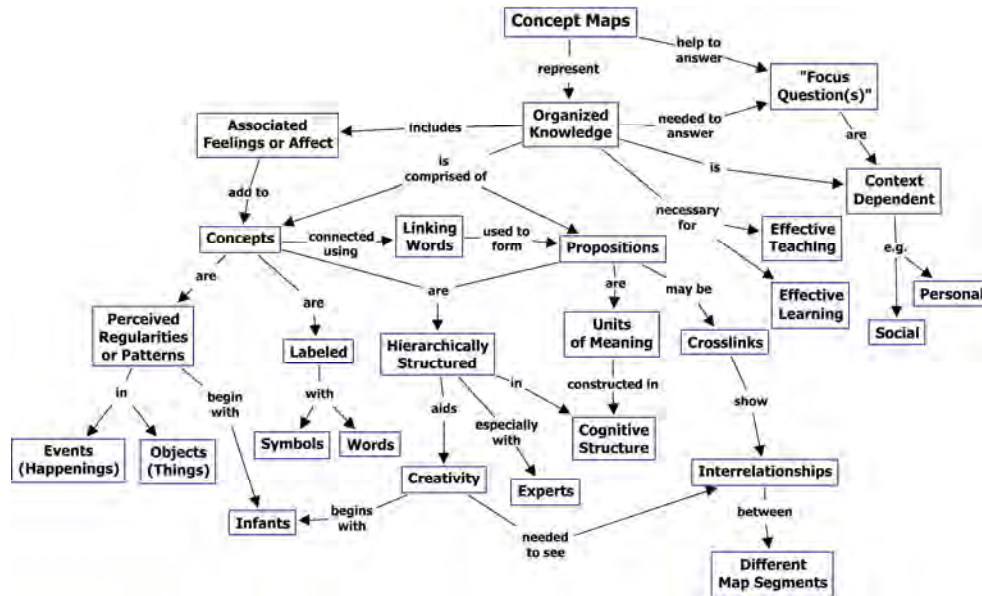 Concept Maps
help to
answer
represent
"Focus
Question(s)"
Organized
Knowledge
needed to
answer
includes
Associated
Feelings or Affect
are
is
comprised of
is
Context
Dependent
add to
necessary
for
Concepts
connected
using
Linking
Words
used to
form
Propositions
Effective
Teaching
e.g.
are
are
are
are
may be
Effective
Learning
Personal
Perceived
Regularities
or Patterns
Labeled
Hierarchically
Structured
Units
of Meaning
Crosslinks
Social
in
begin
with
with
aids
in
constructed in
show
especially
with
Events
(Happenings)
Objects
(Things)
Symbols
Words
Cognitive
Structure
Creativity
Experts
Interrelationships
Infants
begins
with
needed
to see
between
Different
Map Segments